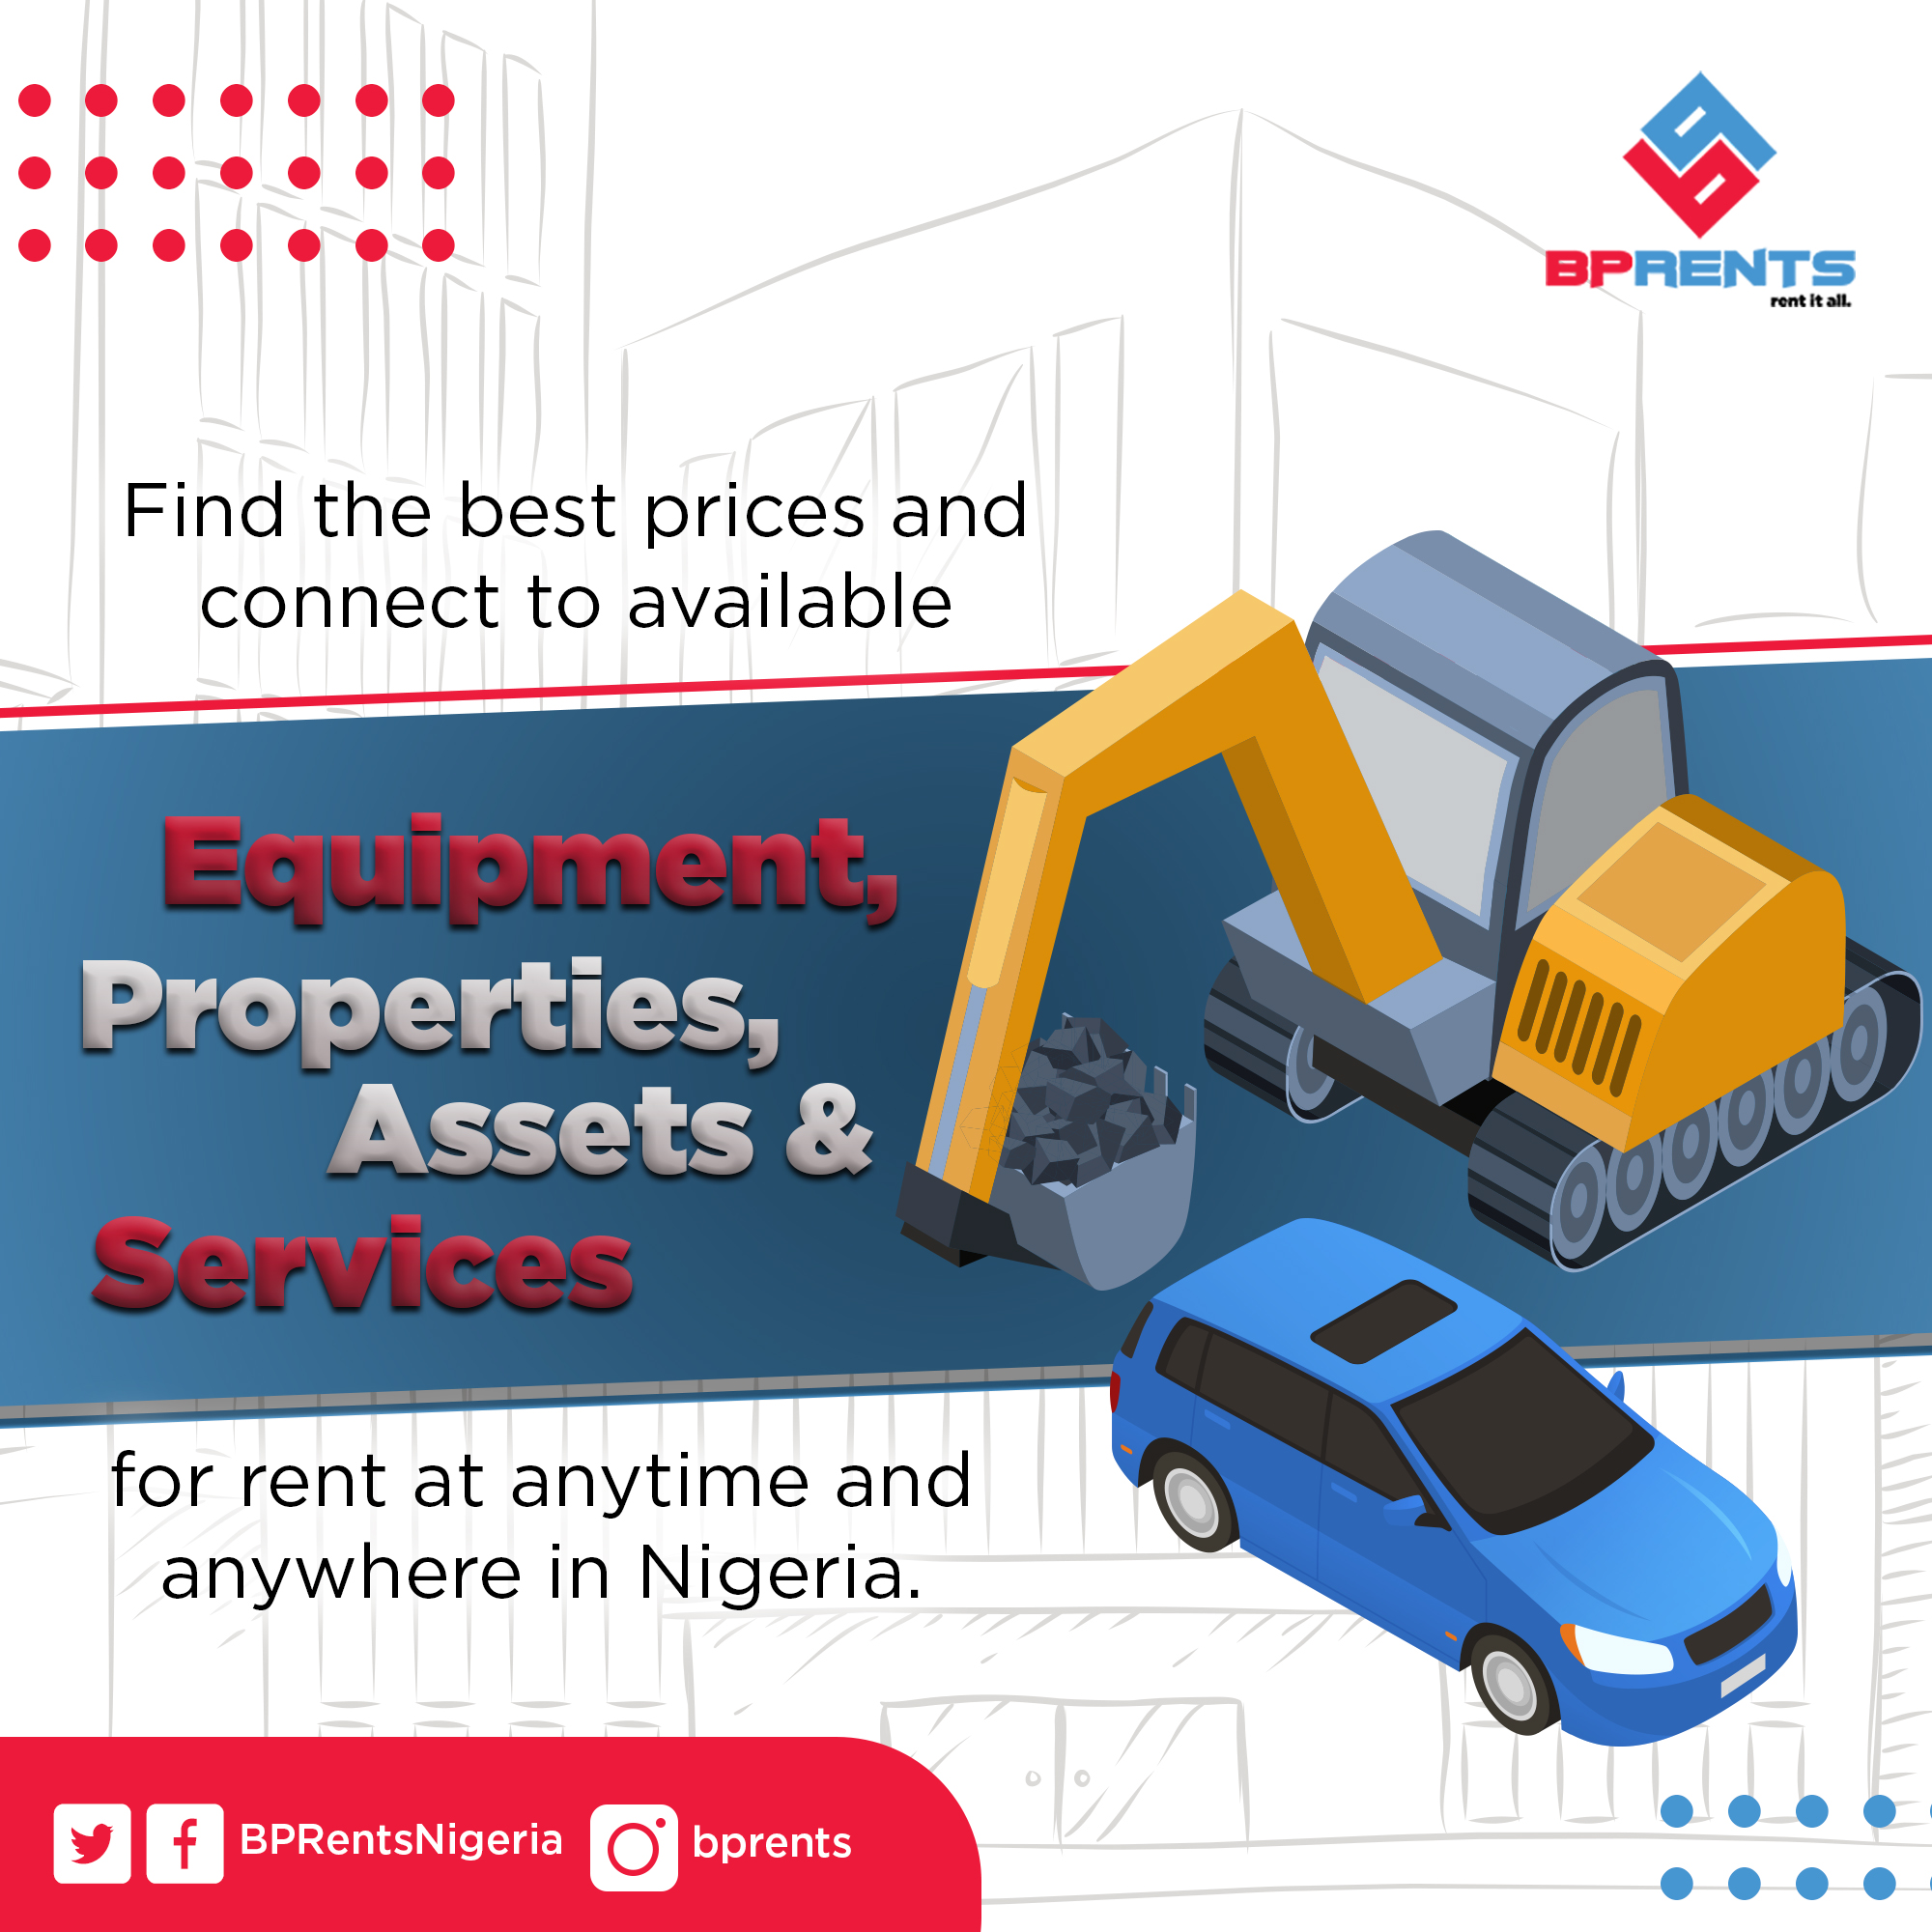 BPRENTS
rent it all.
Find the best prices and
connect to available
Equipment,
Properties,
Assets &
Services
for rent at anytime and
anywhere in Nigeria.
BPRentsNigeria
bprents